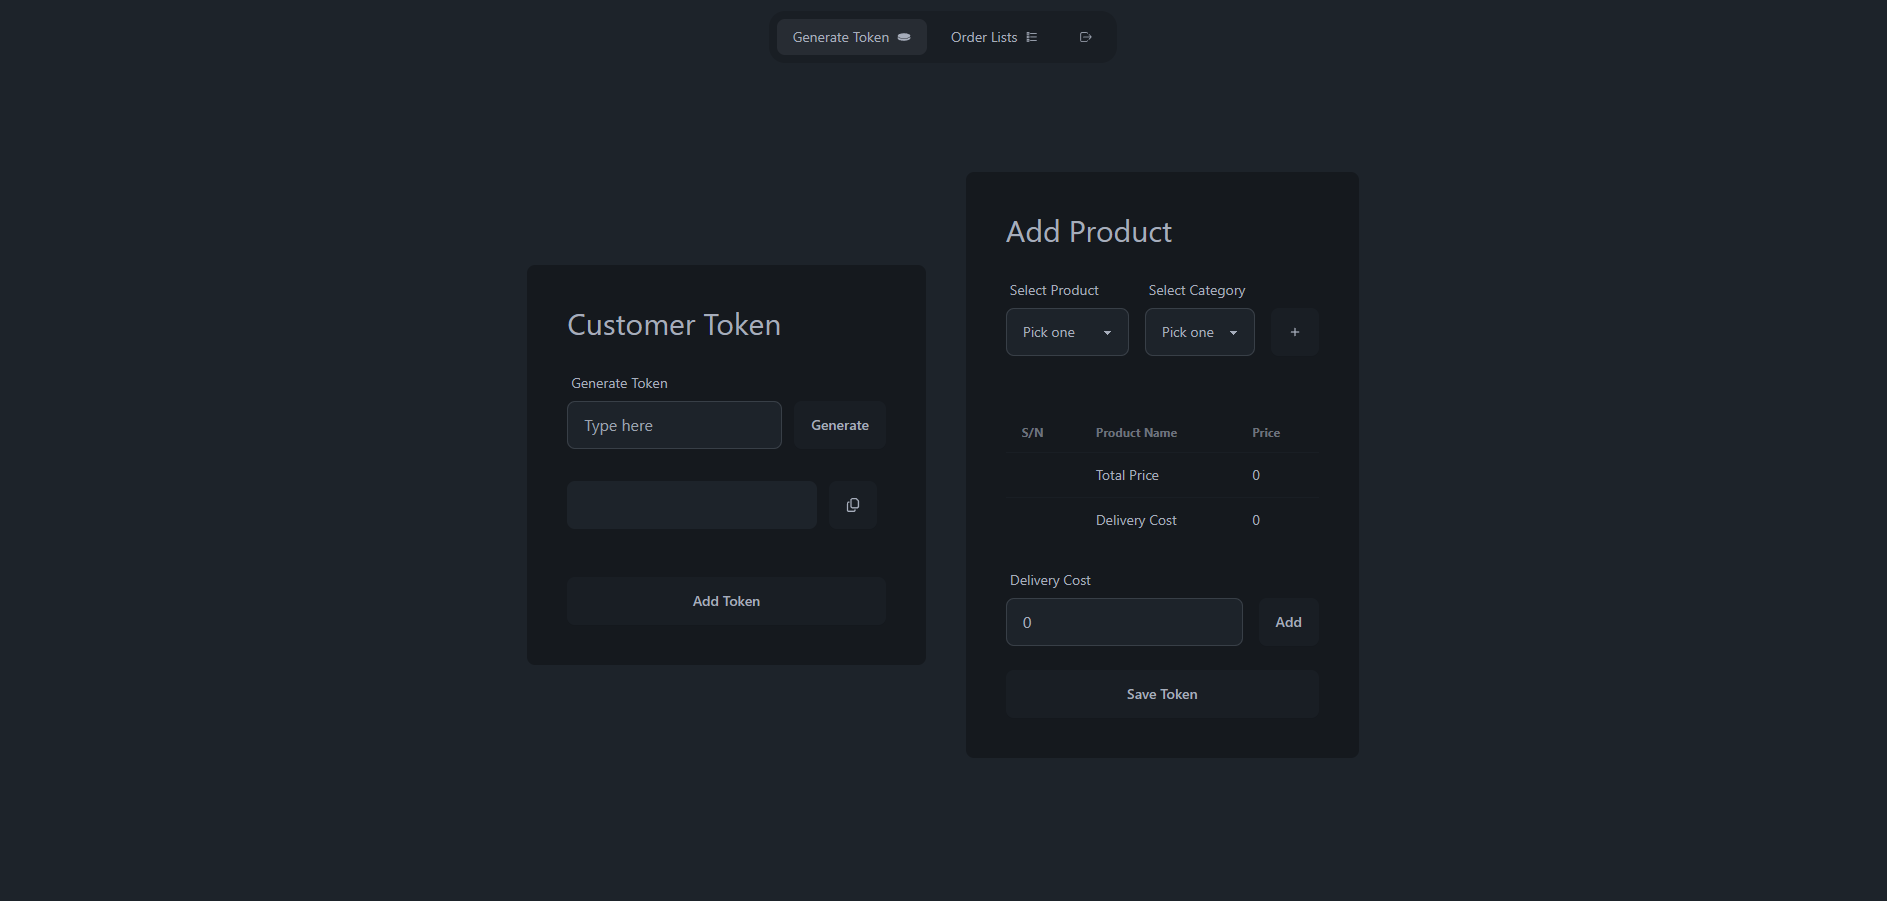 Generate Token
Order Lists
Customer Token
Generate Token
Type here
Generate
Add Token
Add Product
Select Product
Select Category
Pick one
Pick one
+
S/N Product Name Price
Total Price 0
Delivery Cost 0
Delivery Cost
0
Add
Save Token